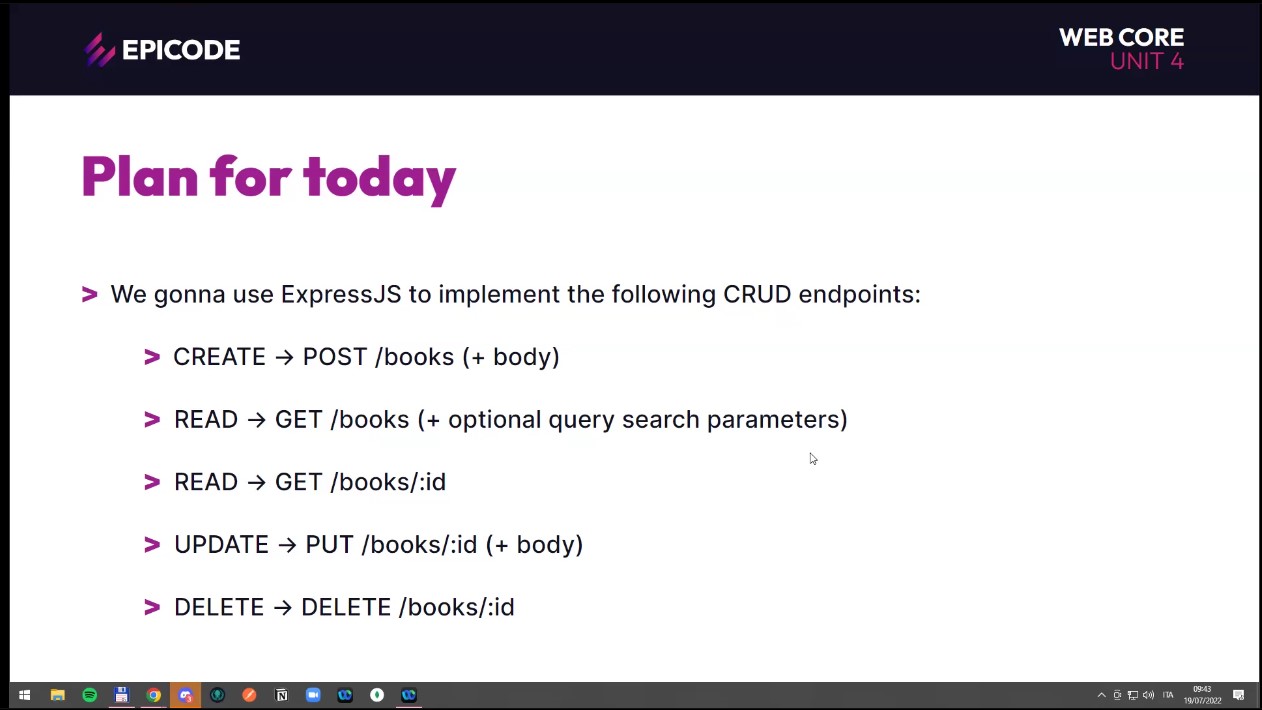 EPICODE
WEB CORE
UNIT 4
Plan for today
> We gonna use ExpressJS to implement the following CRUD endpoints:
> CREATE → POST /books (+ body)
> READ → GET /books (+ optional query search parameters)
> READ → GET /books/:id
> UPDATE → PUT /books/:id (+ body)
> DELETE → DELETE /books/:id
ITA
09:43
19/07/2022